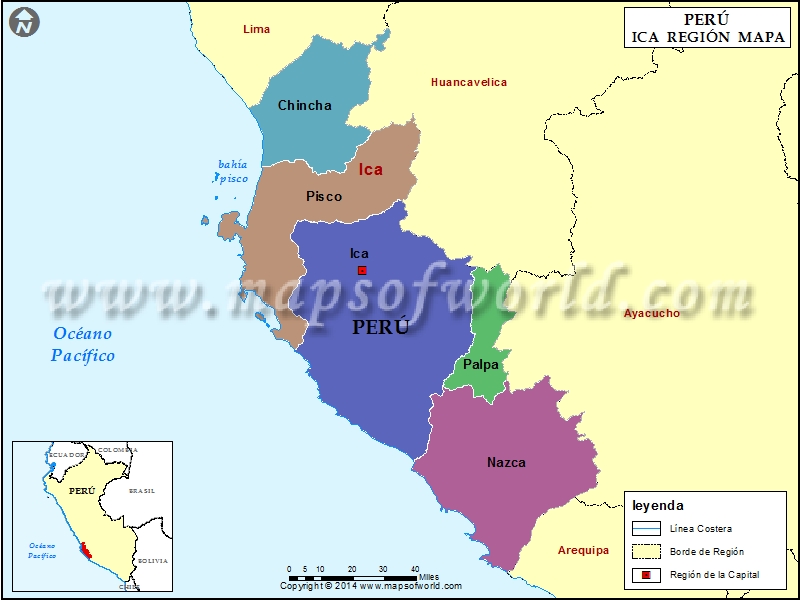 N
PERÚ
ICA REGIÓN MAPA
Lima
Huancavelica
Chincha
bahía
pisco
Ica
Pisco
Ica
www.mapsofworld.com
PERÚ
Ayacucho
Océano
Pacífico
Palpa
Nazca
Arequipa
ECUADOR
COLOMBIA
PERÚ
BRASIL
Océano
Pacífico
BOLIVIA
CHILE
leyenda
Línea Costera
Borde de Región
Región de la Capital
0 5 10 20 30 40
Miles
Copyright © 2014 www.mapsofworld.com